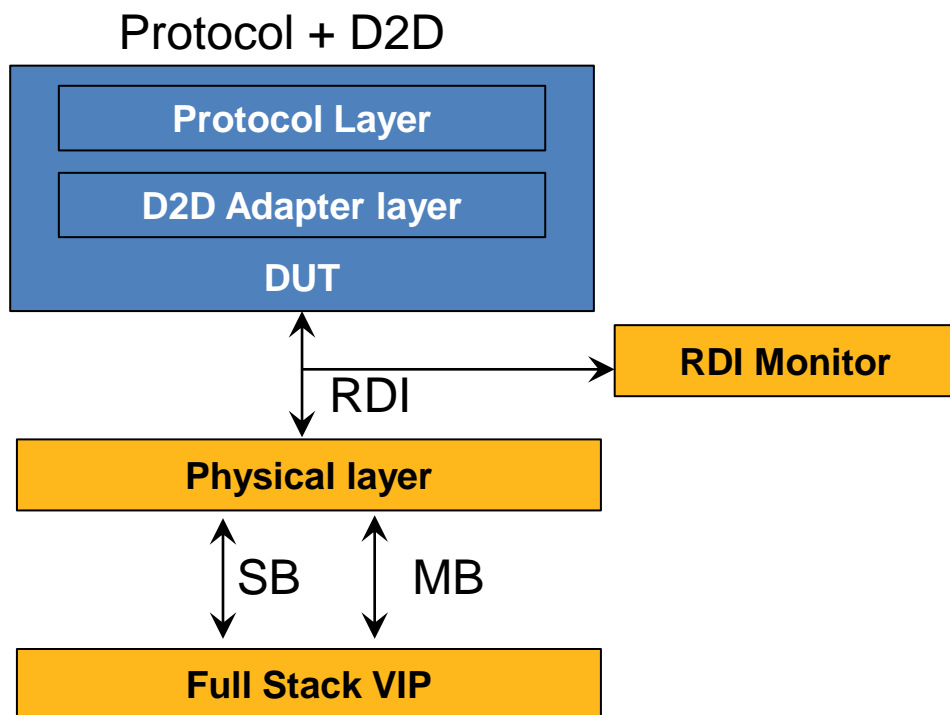 Protocol + D2D
Protocol Layer
D2D Adapter layer
DUT
RDI Monitor
RDI
Physical layer
SB
MB
Full Stack VIP